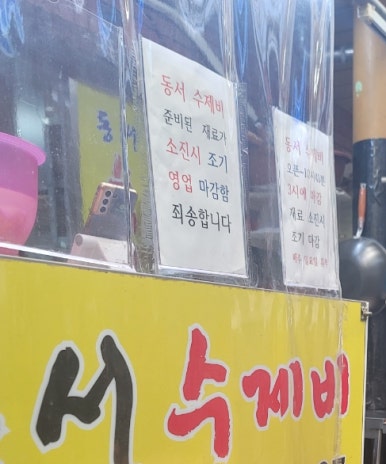 동서 수제비
준비된 재료가
소진시 조기
영업 마감함
죄송합니다
동서 수제비
3시에 마감
재료 소진시
조기 마감
동서
서 수제비